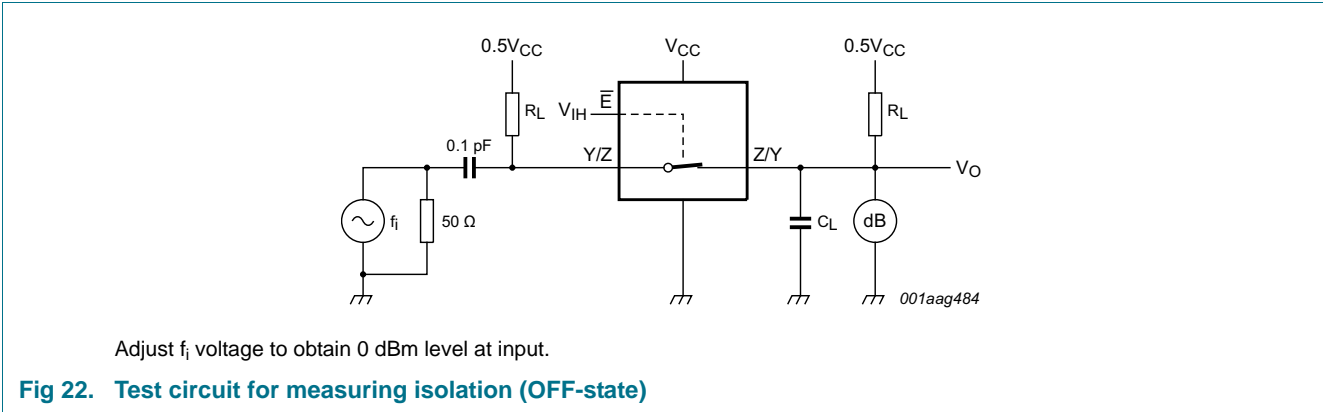 0.5VCC
VCC
0.5VCC
RL
VIH
E̅
RL
0.1 pF
Y/Z
Z/Y
VO
fi
50 Ω
CL
dB
001aag484
Adjust fi voltage to obtain 0 dBm level at input.
Fig 22. Test circuit for measuring isolation (OFF-state)